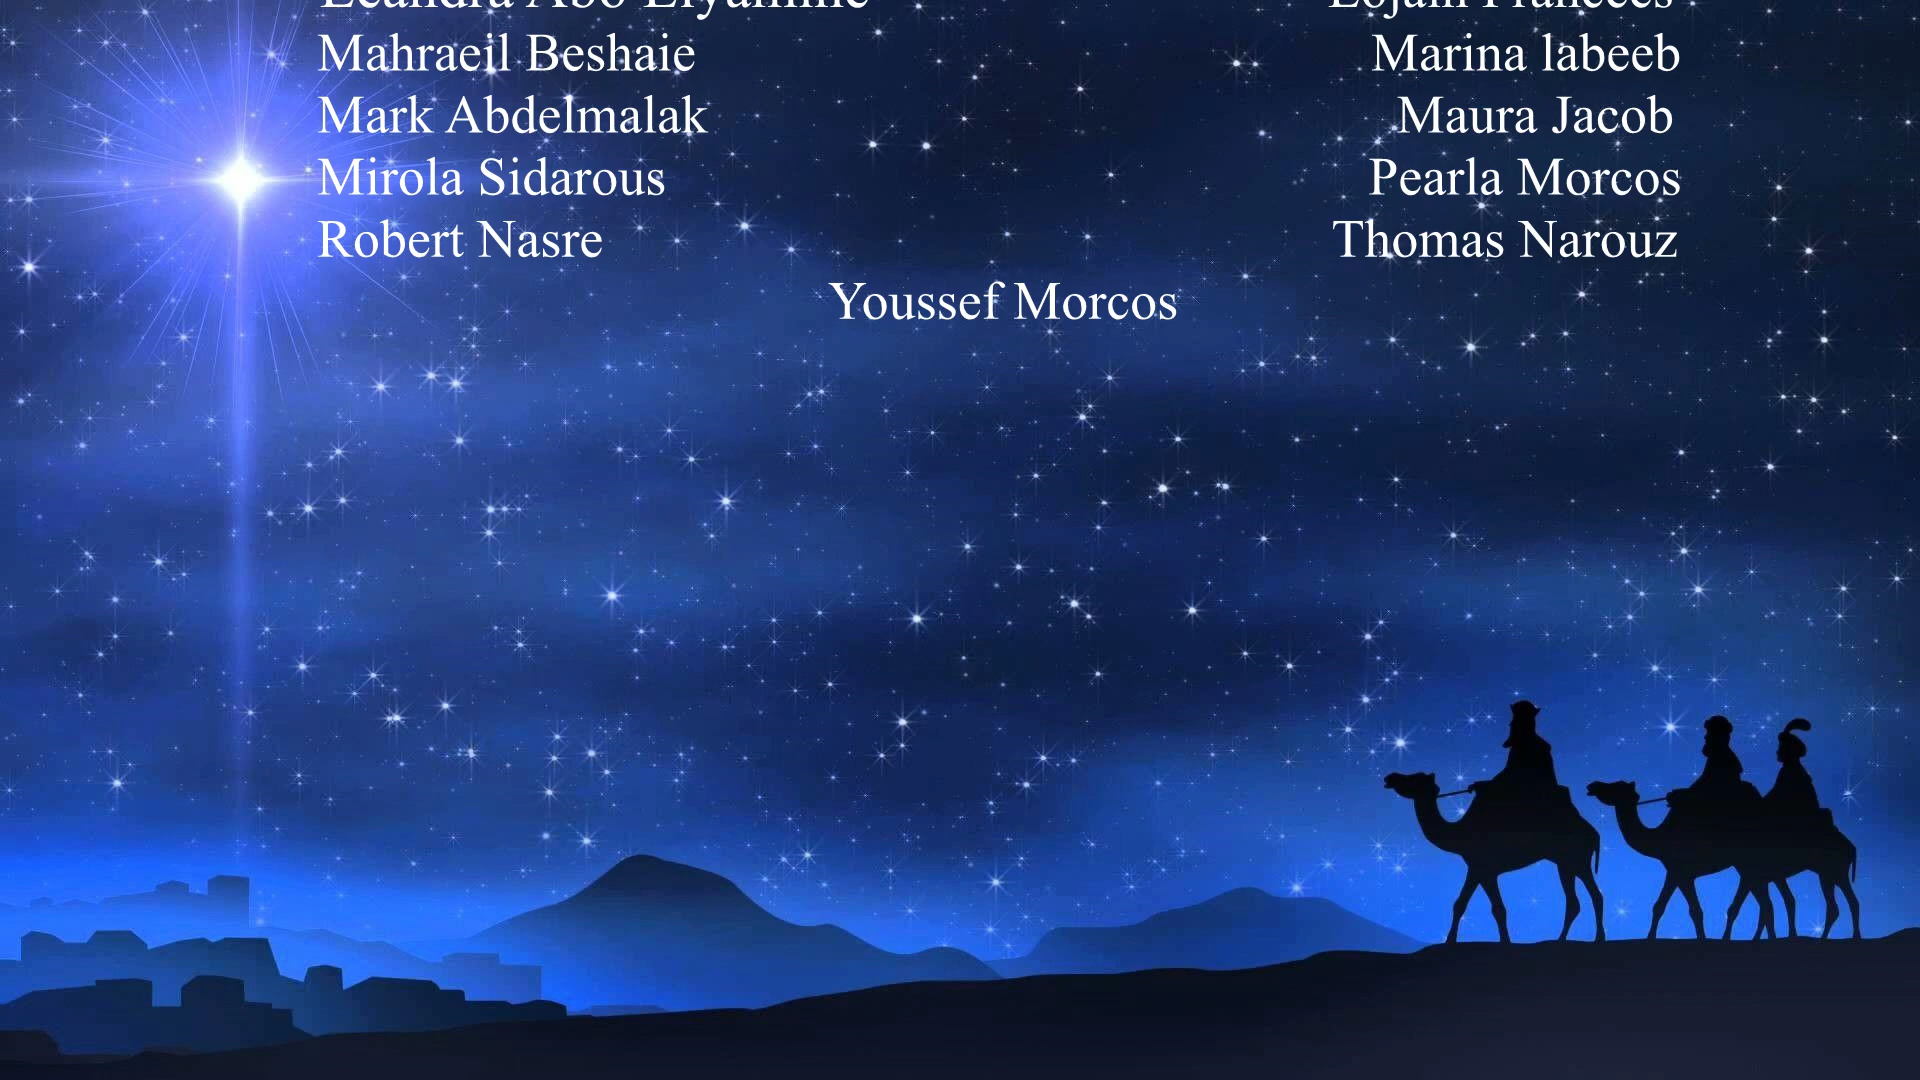 Mahraeil Beshaie Marina labeeb
Mark Abdelmalak Maura Jacob
Mirola Sidarous Pearla Morcos
Robert Nasre Thomas Narouz
Youssef Morcos